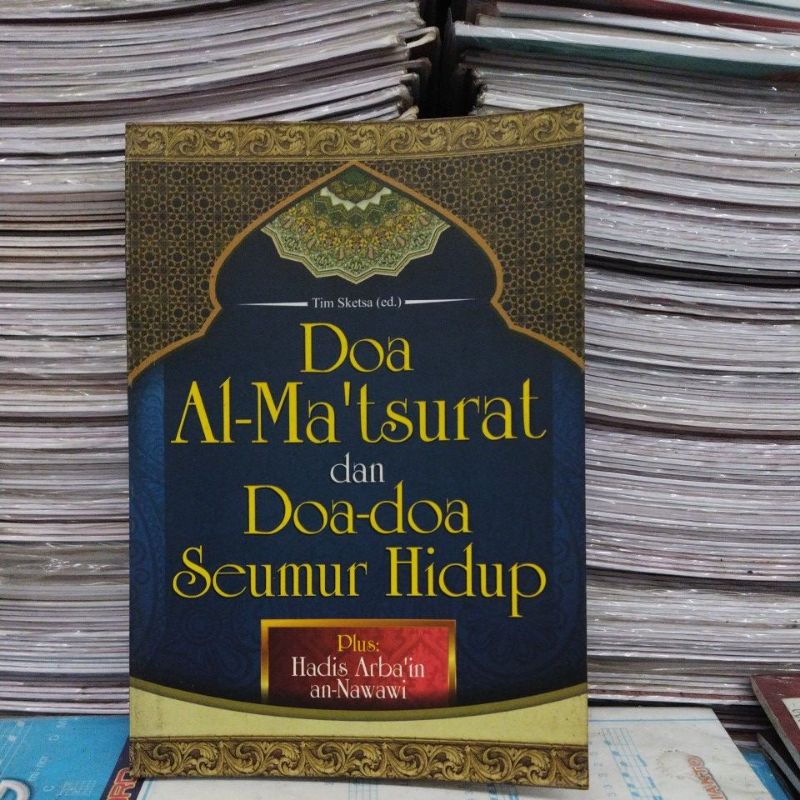 Tim Sketsa (ed.)
Doa
Al-Ma'tsurat
dan
Doa-doa
Seumur Hidup
Plus:
Hadis Arba'in
an-Nawawi